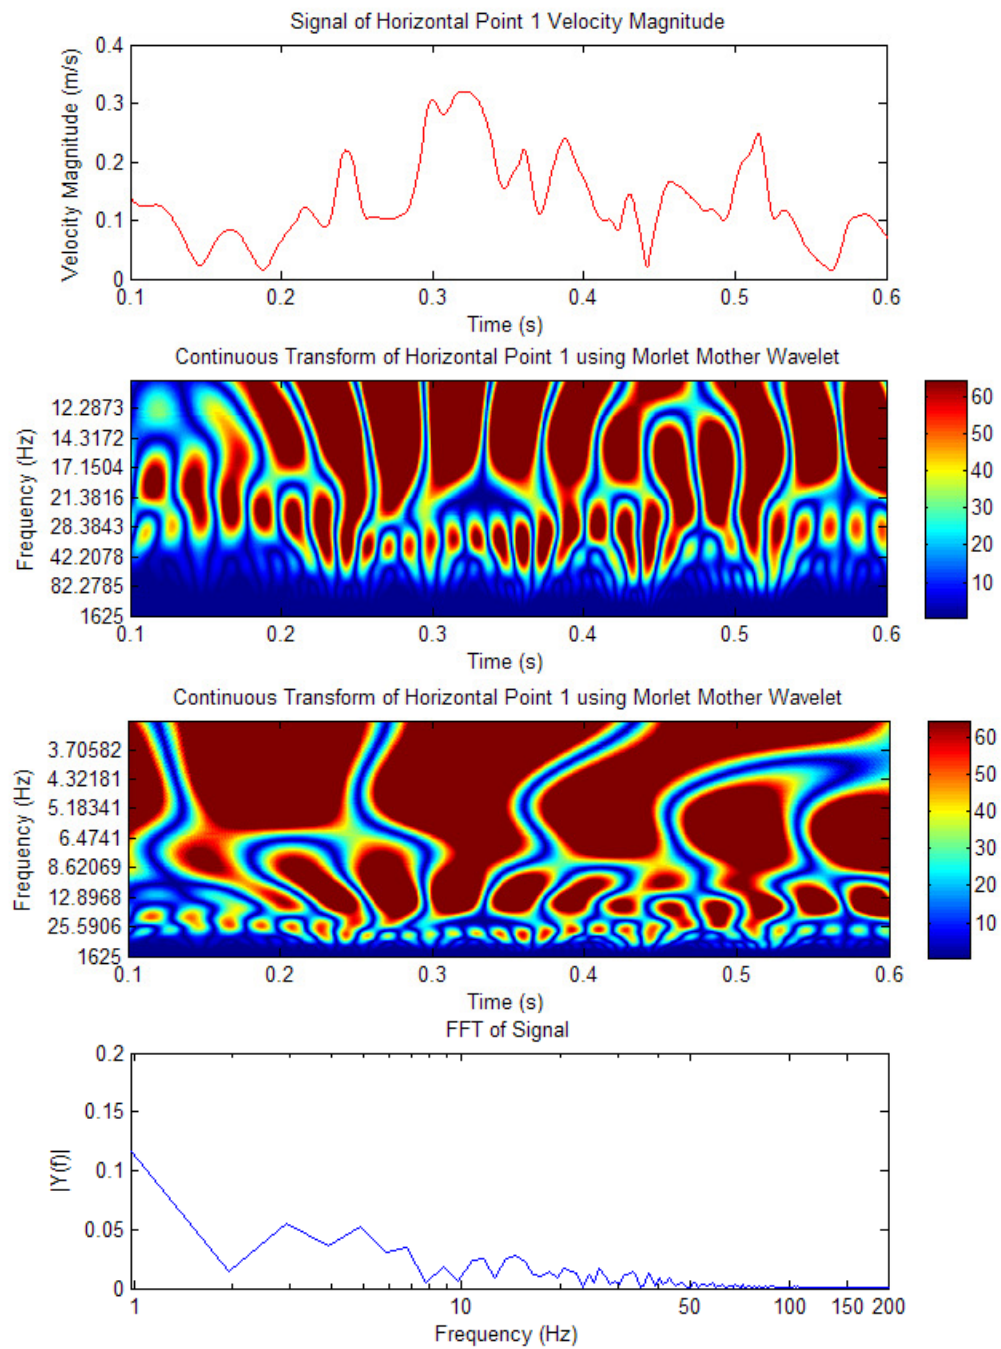 Signal of Horizontal Point 1 Velocity Magnitude
Velocity Magnitude (m/s)
0.4
0.3
0.2
0.1
0
0.1 0.2 0.3 0.4 0.5 0.6
Time (s)
Continuous Transform of Horizontal Point 1 using Morlet Mother Wavelet
Frequency (Hz)
12.2873
14.3172
17.1504
21.3816
28.3843
42.2078
82.2785
1625
0.1 0.2 0.3 0.4 0.5 0.6
Time (s)
60
50
40
30
20
10
Continuous Transform of Horizontal Point 1 using Morlet Mother Wavelet
Frequency (Hz)
3.70582
4.32181
5.18341
6.4741
8.62069
12.8968
25.5906
1625
0.1 0.2 0.3 0.4 0.5 0.6
Time (s)
60
50
40
30
20
10
FFT of Signal
|Y(f)|
0.2
0.15
0.1
0.05
0
1 10 50 100 150 200
Frequency (Hz)